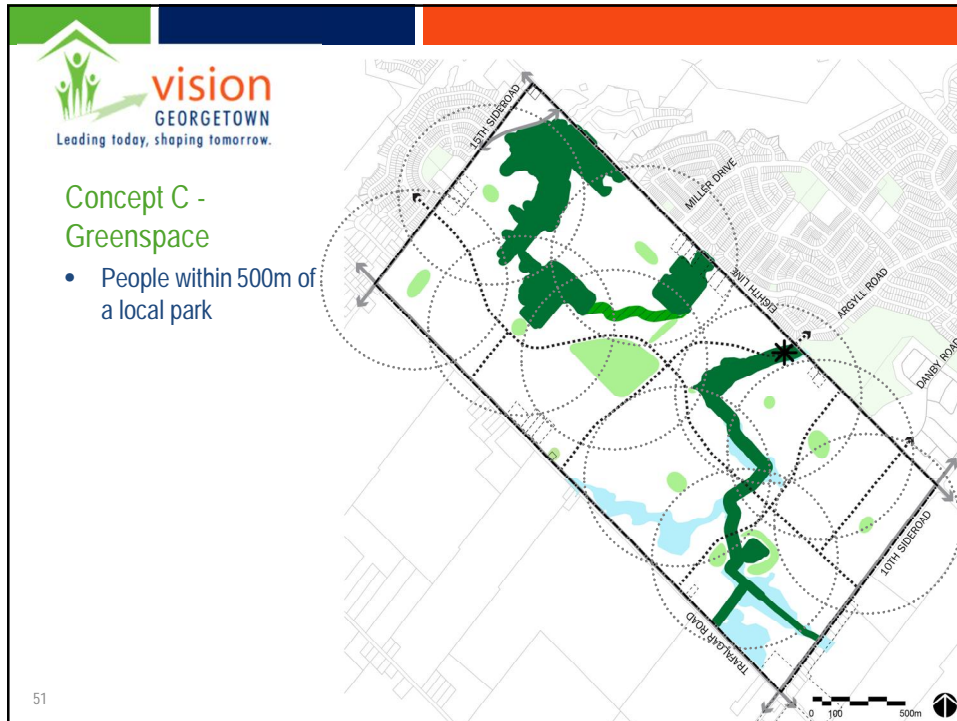 vision
GEORGETOWN
Leading today, shaping tomorrow.
Concept C -
Greenspace
• People within 500m of
a local park
15TH SIDEROAD
MILLER DRIVE
EIGHTH LINE
ARGYLL ROAD
DANBY ROAD
10TH SIDEROAD
TRAFALGAR ROAD
0 100 500m
51